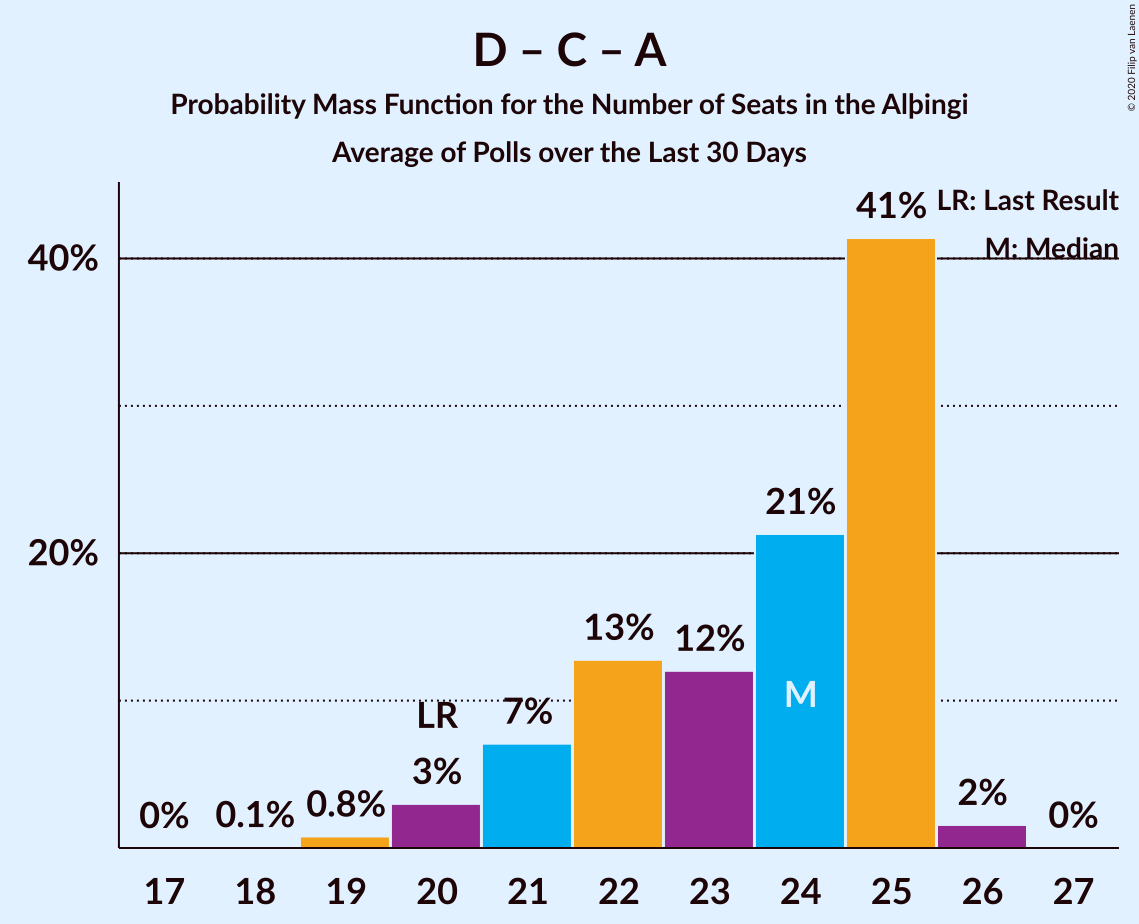 D – C – A
Probability Mass Function for the Number of Seats in the Alþingi
Average of Polls over the Last 30 Days
© 2020 Filip van Laenen
LR: Last Result
M: Median
40%
20%
0%
0.1%
0.8%
LR
3%
7%
13%
12%
21%
M
41%
2%
0%
17 18 19 20 21 22 23 24 25 26 27